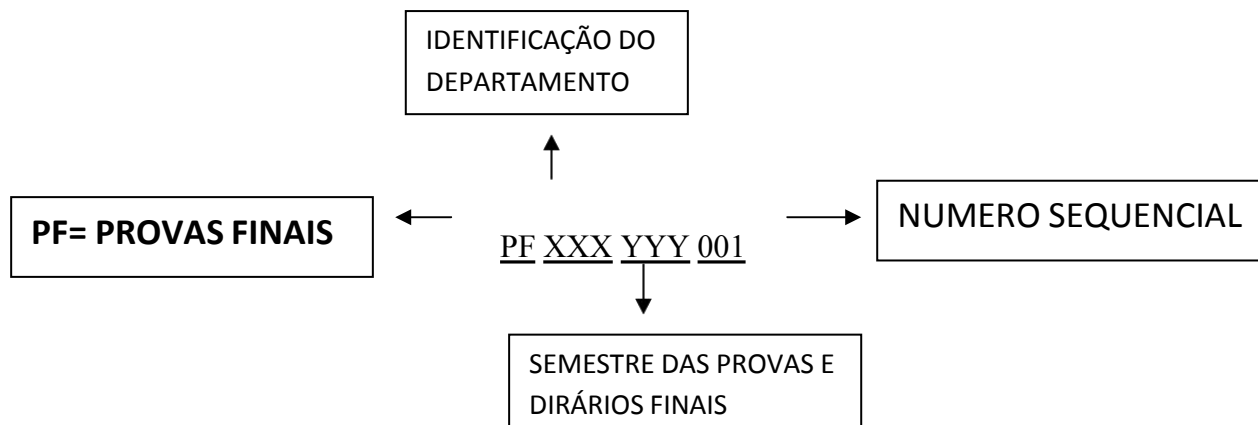 IDENTIFICAÇÃO DO
DEPARTAMENTO
PF= PROVAS FINAIS
NUMERO SEQUENCIAL
PF XXX YYY 001
SEMESTRE DAS PROVAS E
DIRÁRIOS FINAIS